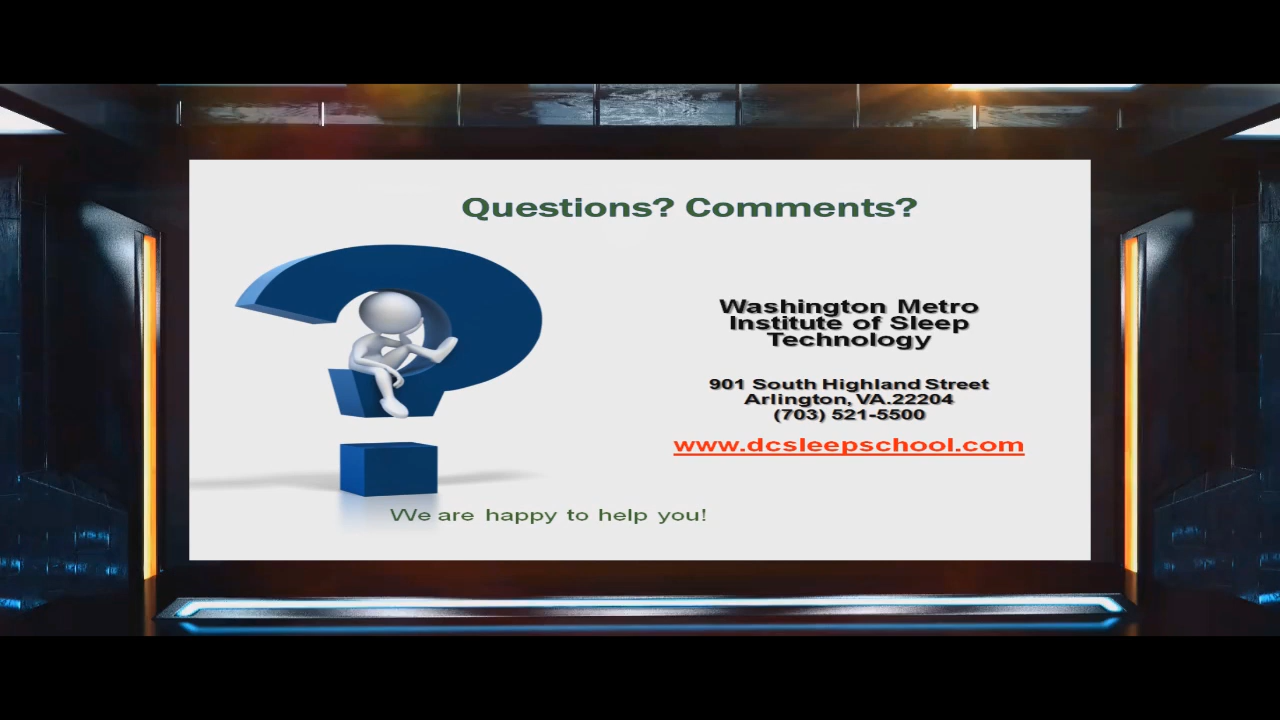 Questions? Comments?
Washington Metro
Institute of Sleep
Technology
901 South Highland Street
Arlington, VA.22204
(703) 521-5500
www.dcsleepschool.com
We are happy to help you!